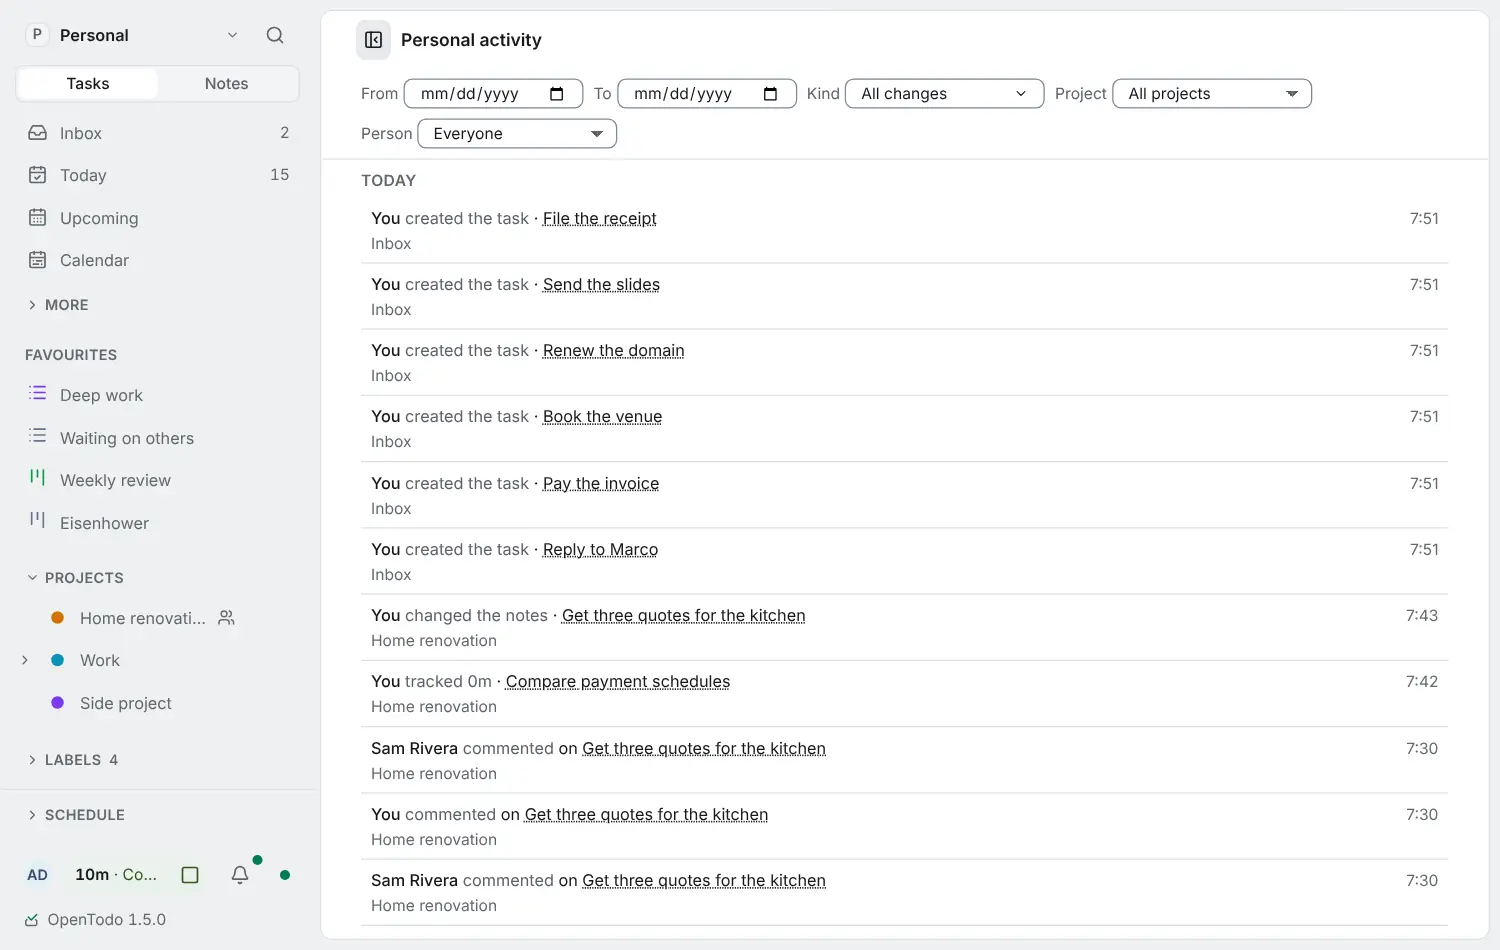 P Personal
Tasks Notes
Inbox 2
Today 15
Upcoming
Calendar
MORE
FAVOURITES
Deep work
Waiting on others
Weekly review
Eisenhower
PROJECTS
Home renovati...
Work
Side project
LABELS 4
SCHEDULE
AD 10m · Co...
OpenTodo 1.5.0
Personal activity
From mm/dd/yyyy To mm/dd/yyyy Kind All changes Project All projects
Person Everyone
TODAY
You created the task · File the receipt 7:51
Inbox
You created the task · Send the slides 7:51
Inbox
You created the task · Renew the domain 7:51
Inbox
You created the task · Book the venue 7:51
Inbox
You created the task · Pay the invoice 7:51
Inbox
You created the task · Reply to Marco 7:51
Inbox
You changed the notes · Get three quotes for the kitchen 7:43
Home renovation
You tracked 0m · Compare payment schedules 7:42
Home renovation
Sam Rivera commented on Get three quotes for the kitchen 7:30
Home renovation
You commented on Get three quotes for the kitchen 7:30
Home renovation
Sam Rivera commented on Get three quotes for the kitchen 7:30
Home renovation